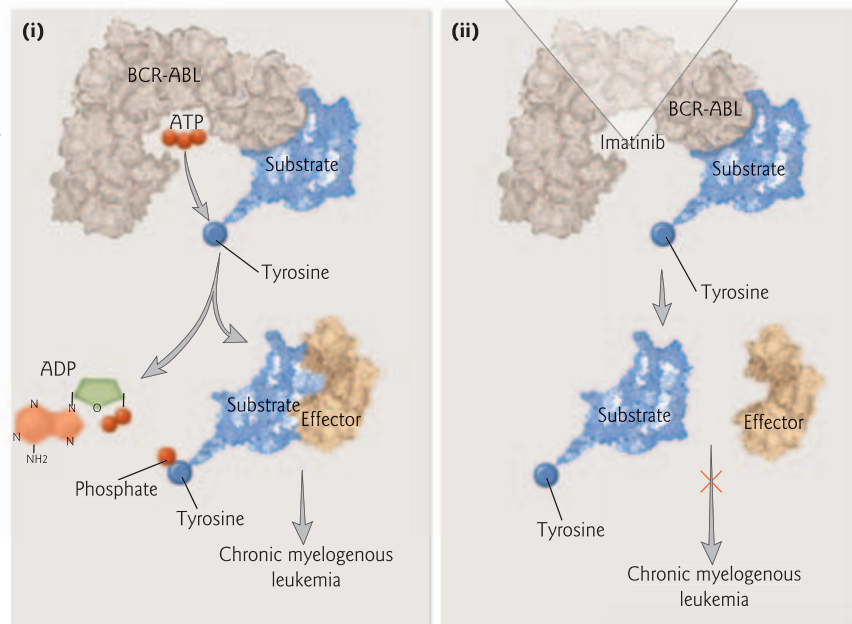 (i)
BCR-ABL
ATP
Substrate
Tyrosine
ADP
N
N
O
N
N
NH2
Substrate
Effector
Phosphate
Tyrosine
Chronic myelogenous
leukemia
(ii)
BCR-ABL
Imatinib
Substrate
Tyrosine
Substrate
Effector
Tyrosine
Chronic myelogenous
leukemia